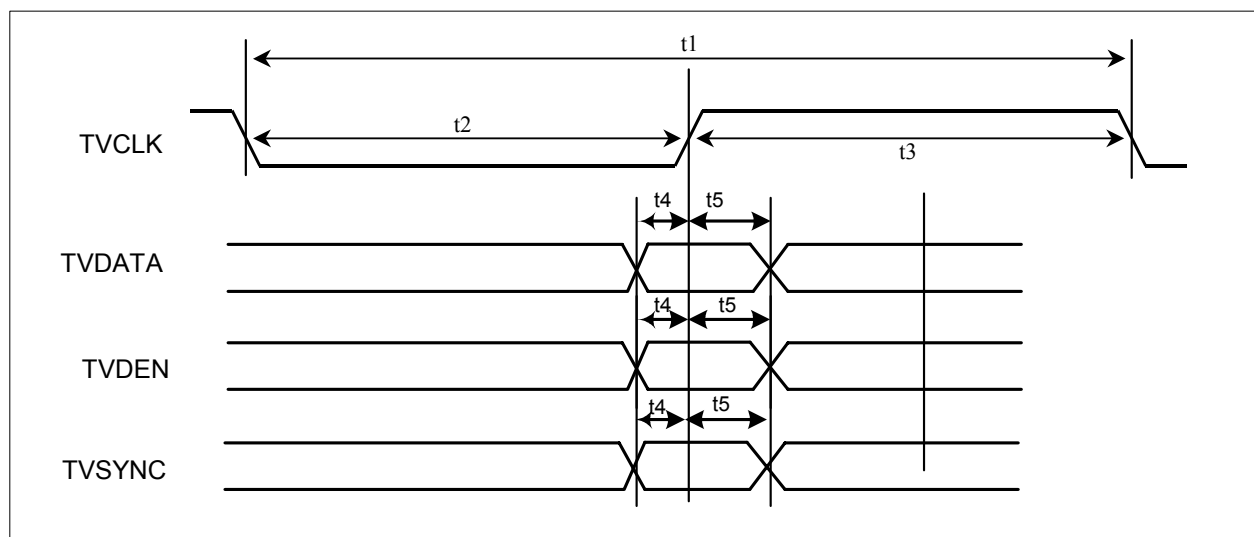 t1
t2
TVCLK
t3
t4 t5
TVDATA
t4 t5
TVDEN
t4 t5
TVSYNC